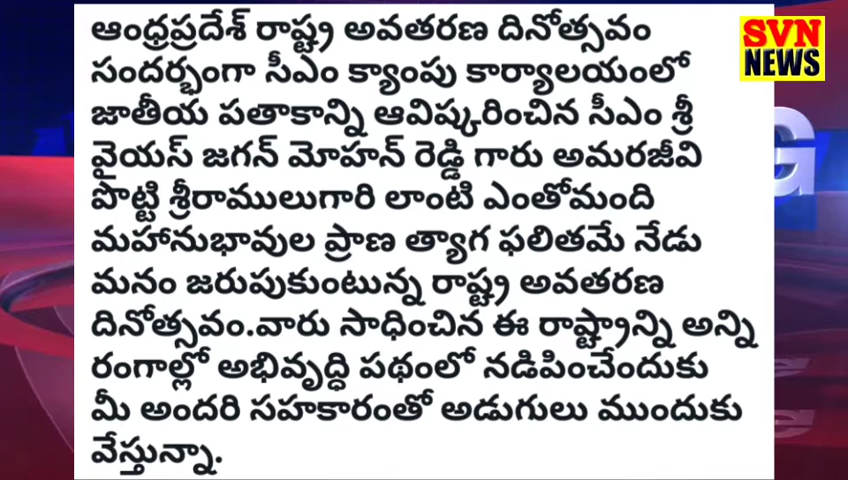 ఆంధ్రప్రదేశ్ రాష్ట్ర అవతరణ దినోత్సవం
సందర్భంగా సీఎం క్యాంపు కార్యాలయంలో
జాతీయ పతాకాన్ని ఆవిష్కరించిన సీఎం శ్రీ
వైయస్ జగన్ మోహన్ రెడ్డి గారు అమరజీవి
పొట్టి శ్రీరాములుగారి లాంటి ఎంతోమంది
మహానుభావుల ప్రాణ త్యాగ ఫలితమే నేడు
మనం జరుపుకుంటున్న రాష్ట్ర అవతరణ
దినోత్సవం.వారు సాధించిన ఈ రాష్ట్రాన్ని అన్ని
రంగాల్లో అభివృద్ధి పథంలో నడిపించేందుకు
మీ అందరి సహకారంతో అడుగులు ముందుకు
వేస్తున్నా.
SVN
NEWS